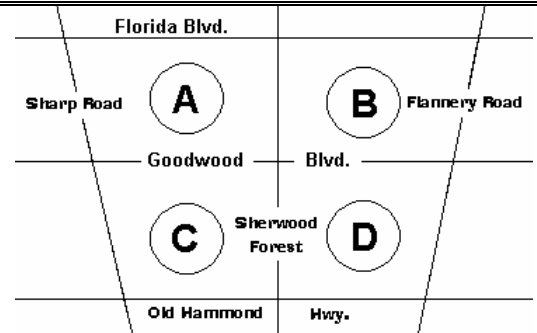 Florida Blvd.
Sharp Road
A
B
Flannery Road
Goodwood Blvd.
C
Sherwood
Forest
D
Old Hammond Hwy.